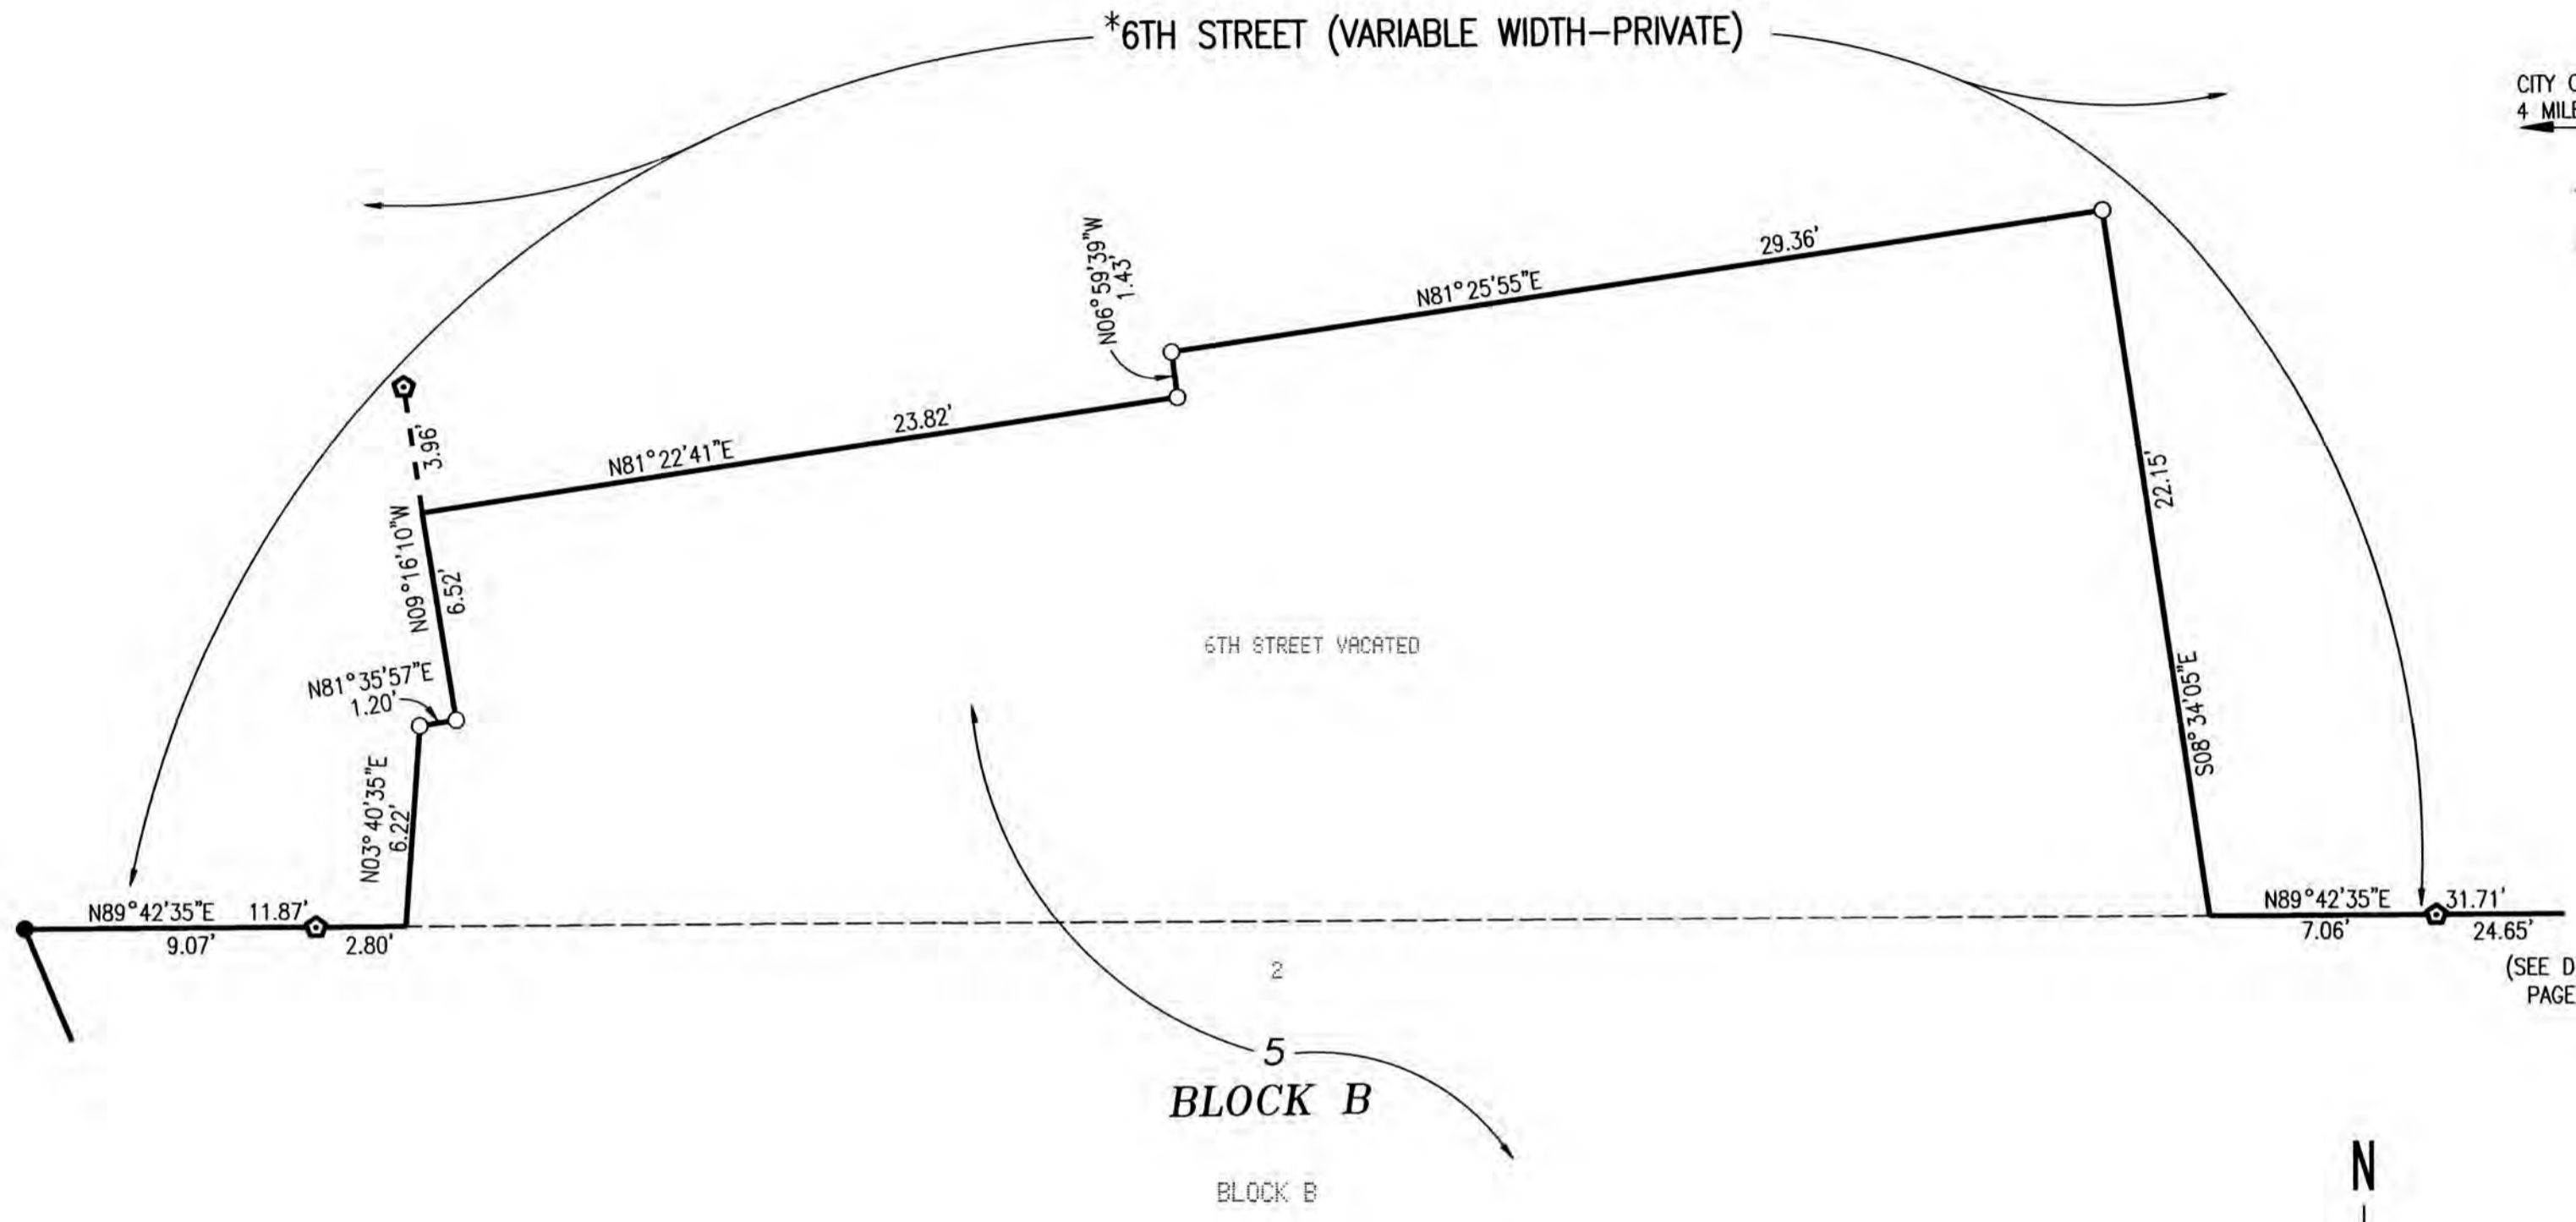 *6TH STREET (VARIABLE WIDTH-PRIVATE)
CITY
4
N06°59'39"W
1.43'
N81°25'55"E
29.36'
3.96'
N81°22'41"E
23.82'
22.15'
N09°16'10"W
6.52'
6TH STREET VACATED
N81°35'57"E
1.20'
S08°34'05"E
N03°40'35"E
6.22'
N89°42'35"E 11.87'
9.07' 2.80'
N89°42'35"E 31.71'
7.06' 24.65'
(SEE
PAGE
2
5
BLOCK B
BLOCK B
N